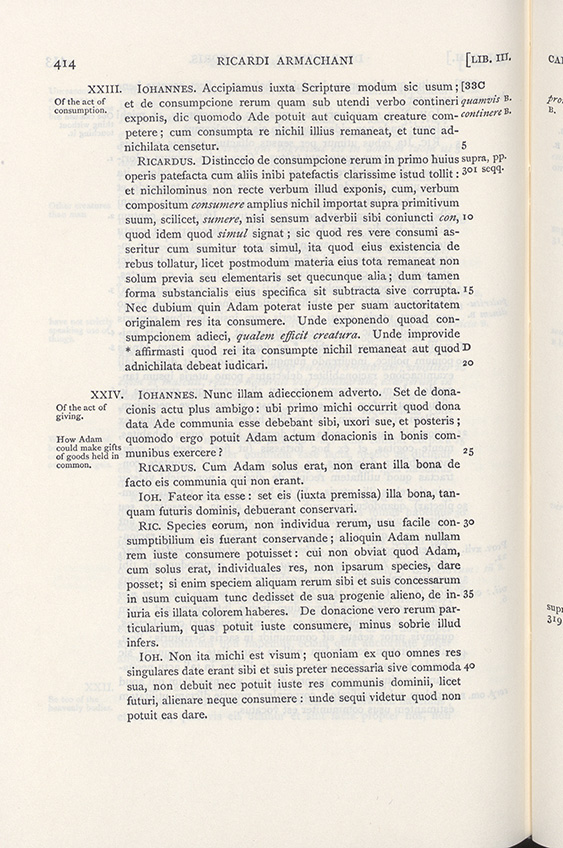 414 RICARDI ARMACHANI [LIB. III.
XXIII. IOHANNES. Accipiamus iuxta Scripture modum sic usum; [33C
Of the act of
consumption.
et de consumpcione rerum quam sub utendi verbo contineri quamvis B.
exponis, dic quomodo Ade potuit aut cuiquam creature com- continere B.
petere; cum consumpta re nichil illius remaneat, et tunc ad-
nichilata censetur. 5
RICARDUS. Distinccio de consumpcione rerum in primo huius supra, pp.
operis patefacta cum aliis inibi patefactis clarissime istud tollit: 301 seqq.
et nichilominus non recte verbum illud exponis, cum, verbum
compositum consumere amplius nichil importat supra primitivum
suum, scilicet, sumere, nisi sensum adverbii sibi coniuncti con, 10
quod idem quod simul signat; sic quod res vere consumi as-
seritur cum sumitur tota simul, ita quod eius existencia de
rebus tollatur, licet postmodum materia eius tota remaneat non
solum previa seu elementaris set quecunque alia; dum tamen
forma substancialis eius specifica sit subtracta sive corrupta. 15
Nec dubium quin Adam poterat iuste per suam auctoritatem
originalem res ita consumere. Unde exponendo quoad con-
sumpcionem adieci, qualem efficit creatura. Unde improvide
* affirmasti quod rei ita consumpte nichil remaneat aut quod D
adnichilata debeat iudicari. 20
XXIV. IOHANNES. Nunc illam adieccionem adverto. Set de dona-
Of the act of
giving.
cionis actu plus ambigo: ubi primo michi occurrit quod dona
data Ade communia esse debebant sibi, uxori sue, et posteris;
How Adam
could make gifts
of goods held in
common.
quomodo ergo potuit Adam actum donacionis in bonis com-
munibus exercere? 25
RICARDUS. Cum Adam solus erat, non erant illa bona de
facto eis communia qui non erant.
IOH. Fateor ita esse: set eis (iuxta premissa) illa bona, tan-
quam futuris dominis, debuerant conservari.
RIC. Species eorum, non individua rerum, usu facile con- 30
sumptibilium eis fuerant conservande; alioquin Adam nullam
rem iuste consumere potuisset: cui non obviat quod Adam,
cum solus erat, individuales res, non ipsarum species, dare
posset; si enim speciem aliquam rerum sibi et suis concessarum
in usum cuiquam tunc dedisset de sua progenie alieno, de in- 35
iuria eis illata colorem haberes. De donacione vero rerum par-
ticularium, quas potuit iuste consumere, minus sobrie illud
infers.
IOH. Non ita michi est visum; quoniam ex quo omnes res
singulares date erant sibi et suis preter necessaria sive commoda 40
sua, non debuit nec potuit iuste res communis dominii, licet
futuri, alienare neque consumere: unde sequi videtur quod non
potuit eas dare.
B.
319